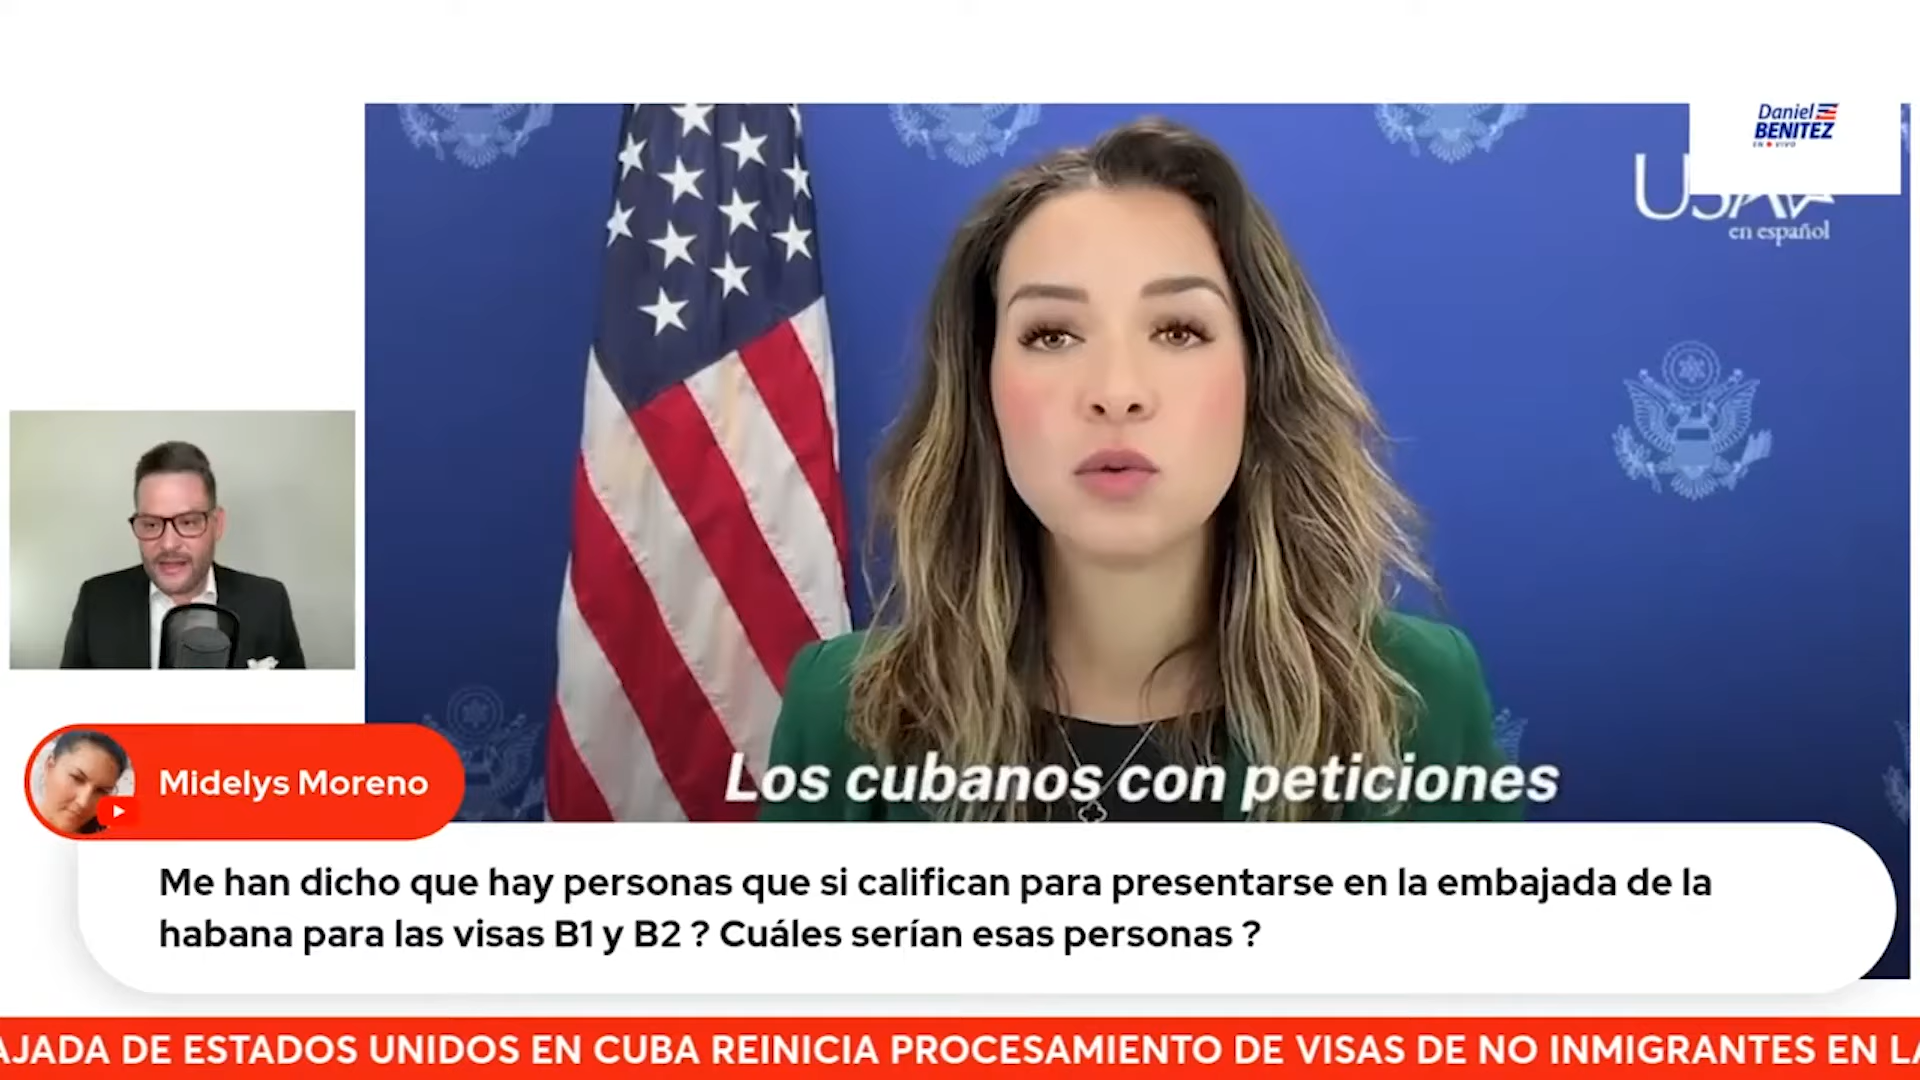 Daniel
BENITEZ
EN VIVO
en español
Los cubanos con peticiones
Midelys Moreno
Me han dicho que hay personas que si califican para presentarse en la embajada de la
habana para las visas B1 y B2 ? Cuáles serían esas personas ?
AJADA DE ESTADOS UNIDOS EN CUBA REINICIA PROCESAMIENTO DE VISAS DE NO INMIGRANTES EN LA